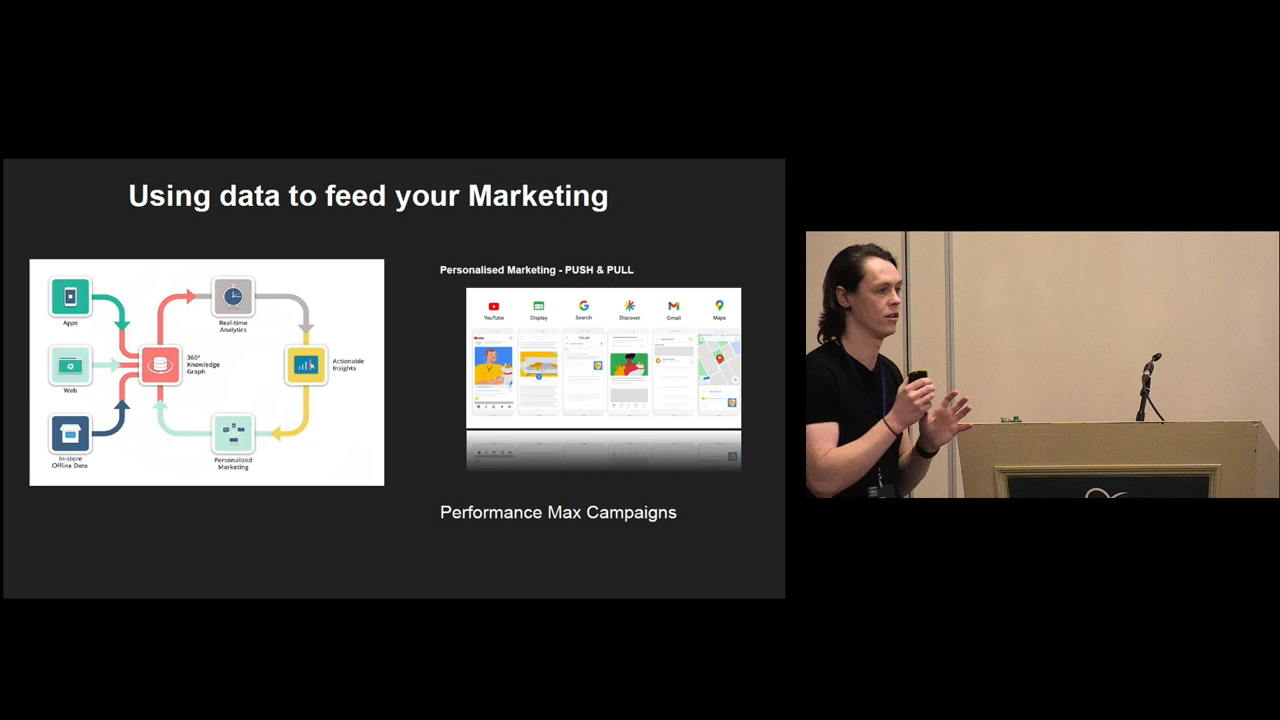 Using data to feed your Marketing
Apps
Web
In-store
Offline Data
360°
Knowledge
Graph
Real-time
Analytics
Actionable
Insights
Personalized
Marketing
Personalised Marketing - PUSH & PULL
YouTube
Display
Search
Discover
Gmail
Maps
Performance Max Campaigns